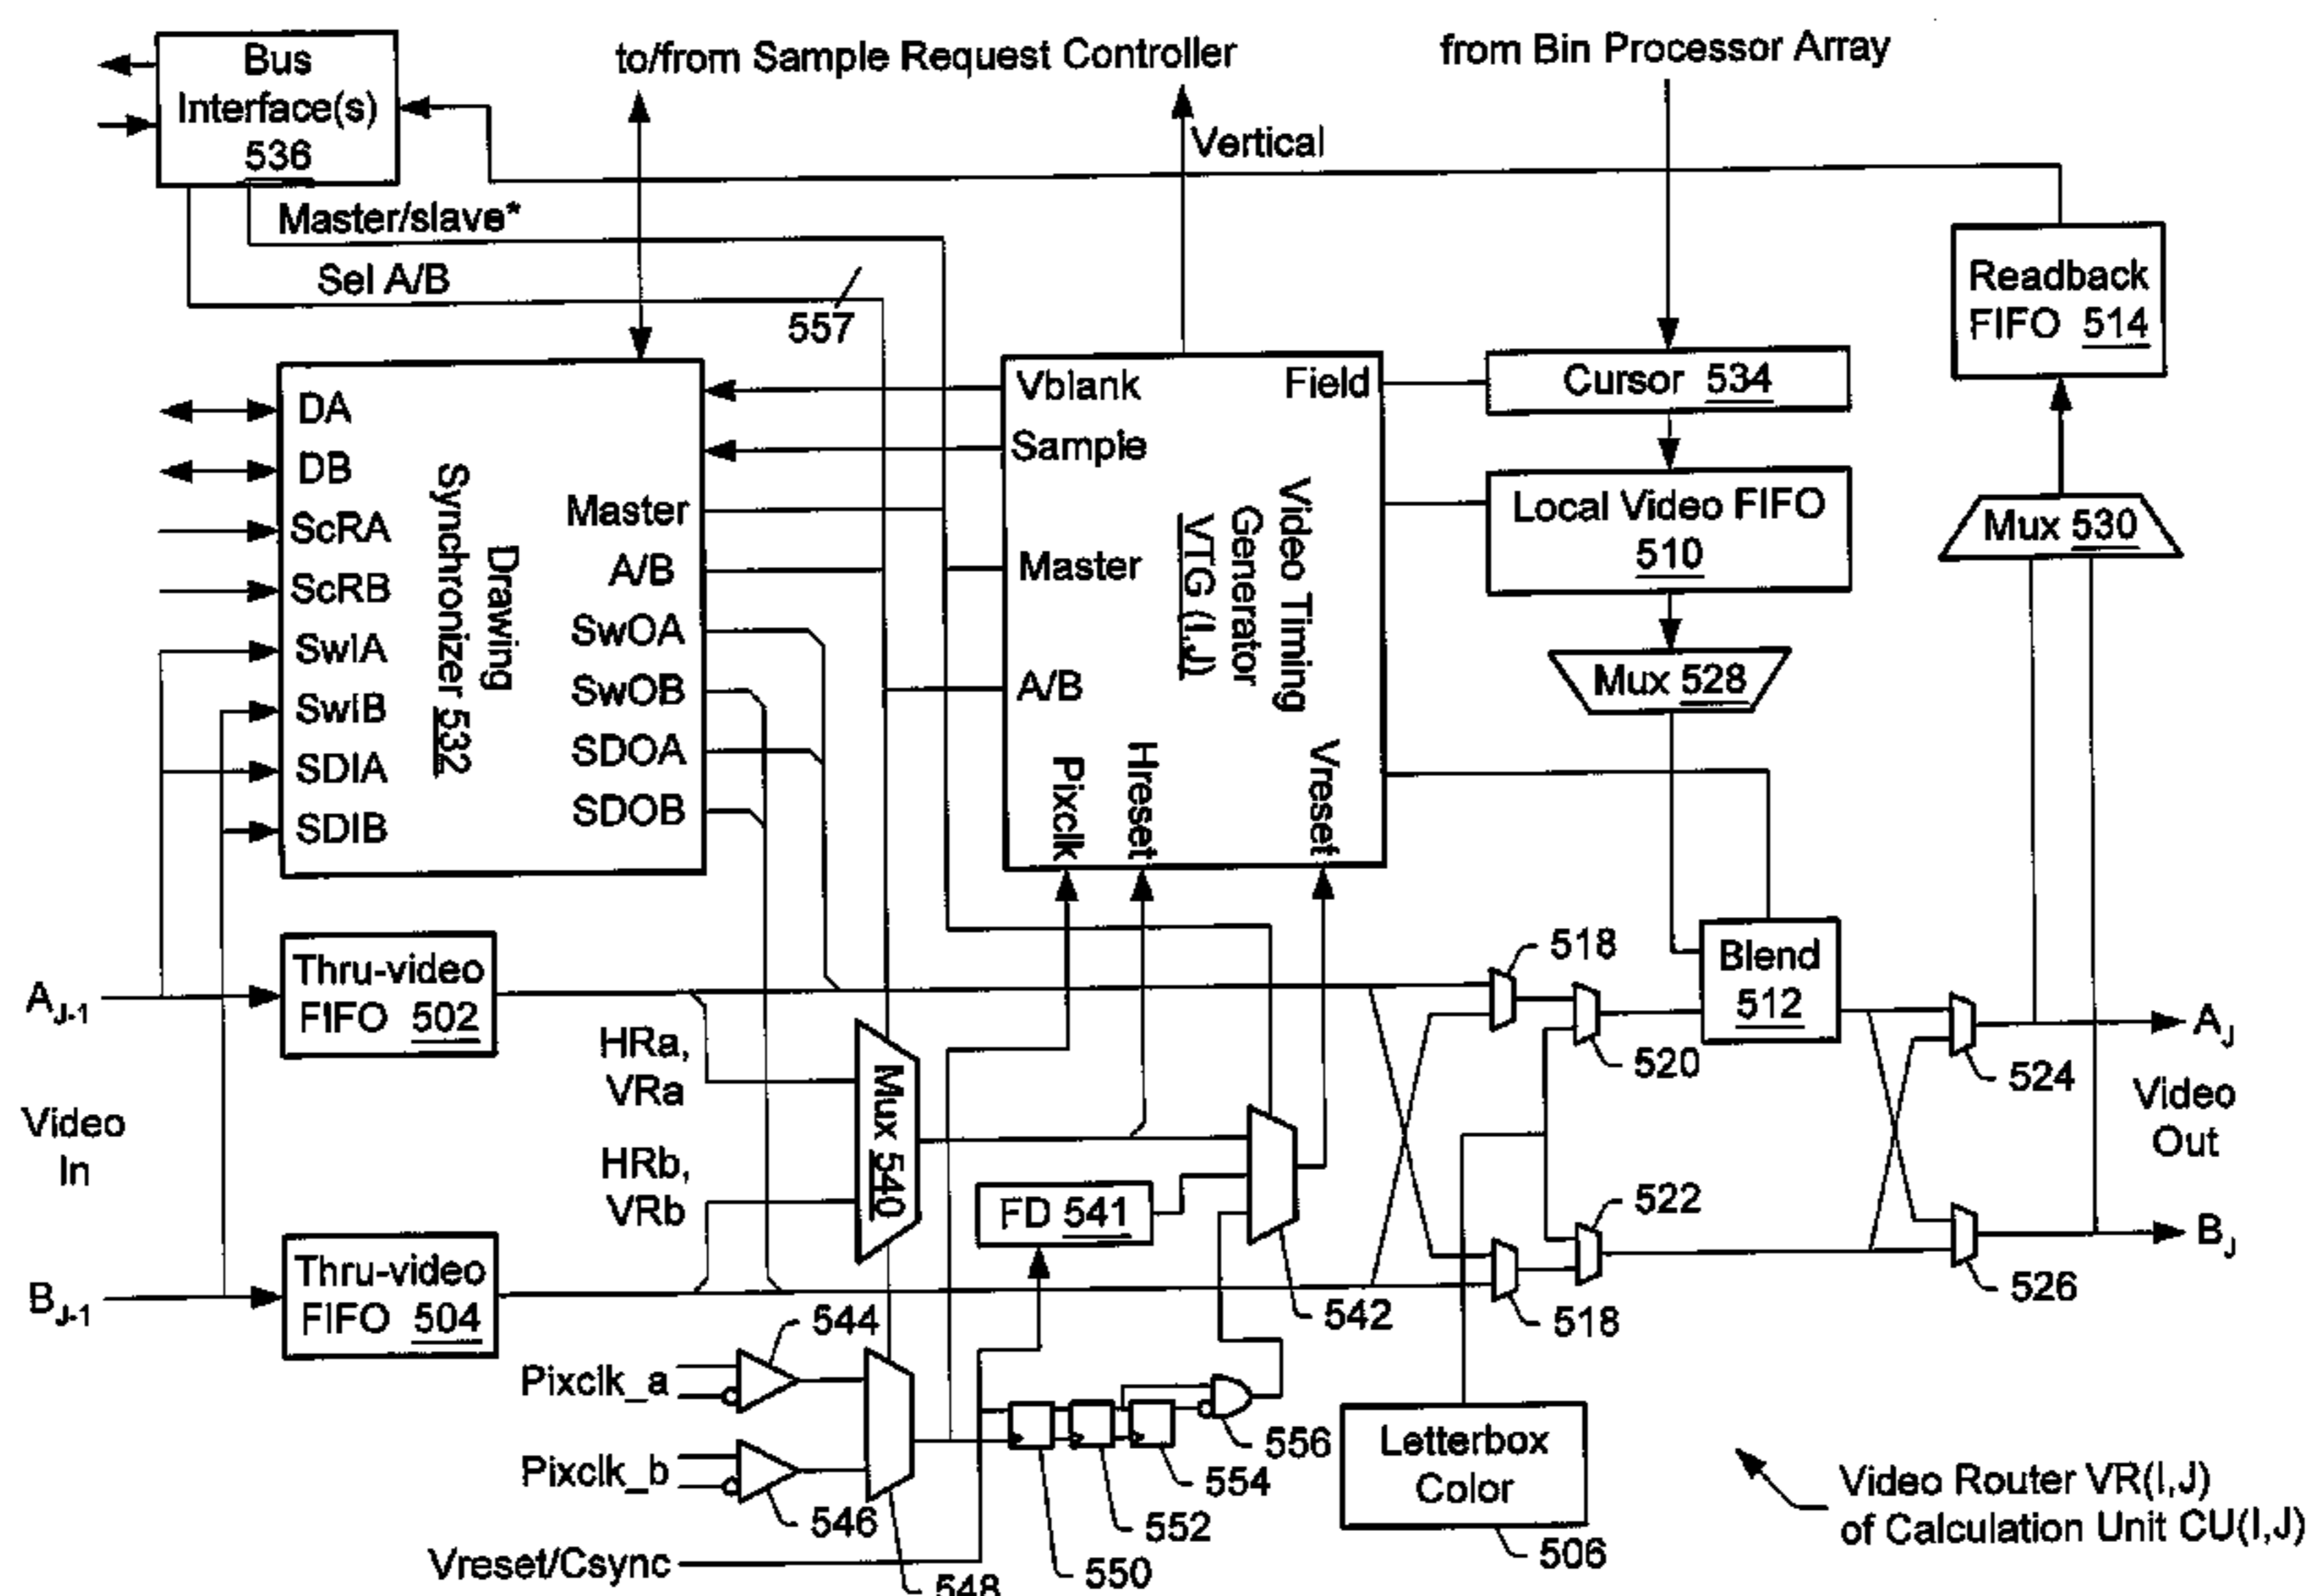 to/from Sample Request Controller
from Bin Processor Array
Bus
Interface(s)
536
Vertical
Master/slave*
Sel A/B
557
Readback
FIFO 514
DA
DB
ScRA
ScRB
SwIA
SwIB
SDIA
SDIB
Drawing
Synchronizer 532
Master
A/B
SwOA
SwOB
SDOA
SDOB
Vblank
Sample
Master
A/B
Field
Video Timing
Generator
VTG (I,J)
Pixclk
Hreset
Vreset
Cursor 534
Local Video FIFO
510
Mux 528
Mux 530
A_{J-1}
Thru-video
FIFO 502
Video
In
B_{J-1}
Thru-video
FIFO 504
HRa,
VRa
HRb,
VRb
Mux 540
FD 541
542
518
520
Blend
512
524
A_J
Video
Out
B_J
522
518
526
544
Pixclk_a
Pixclk_b
546
548
Vreset/Csync
550
552
554
556
Letterbox
Color
506
Video Router VR(I,J)
of Calculation Unit CU(I,J)